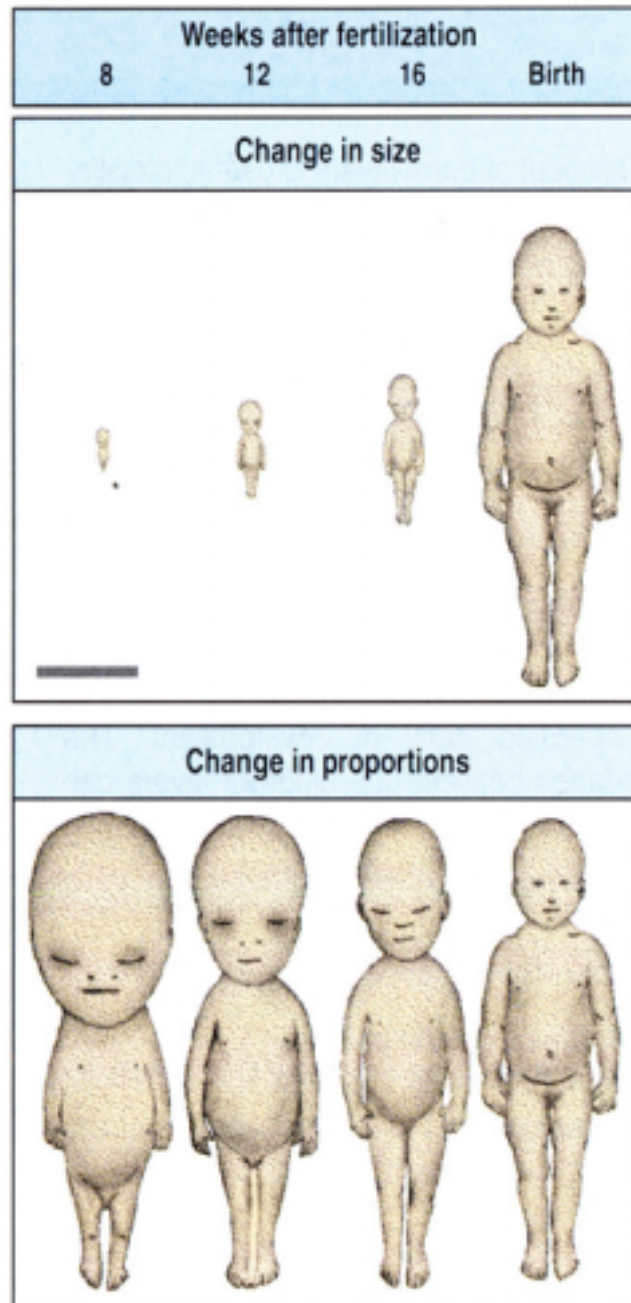 Weeks after fertilization
8 12 16 Birth
Change in size
Change in proportions